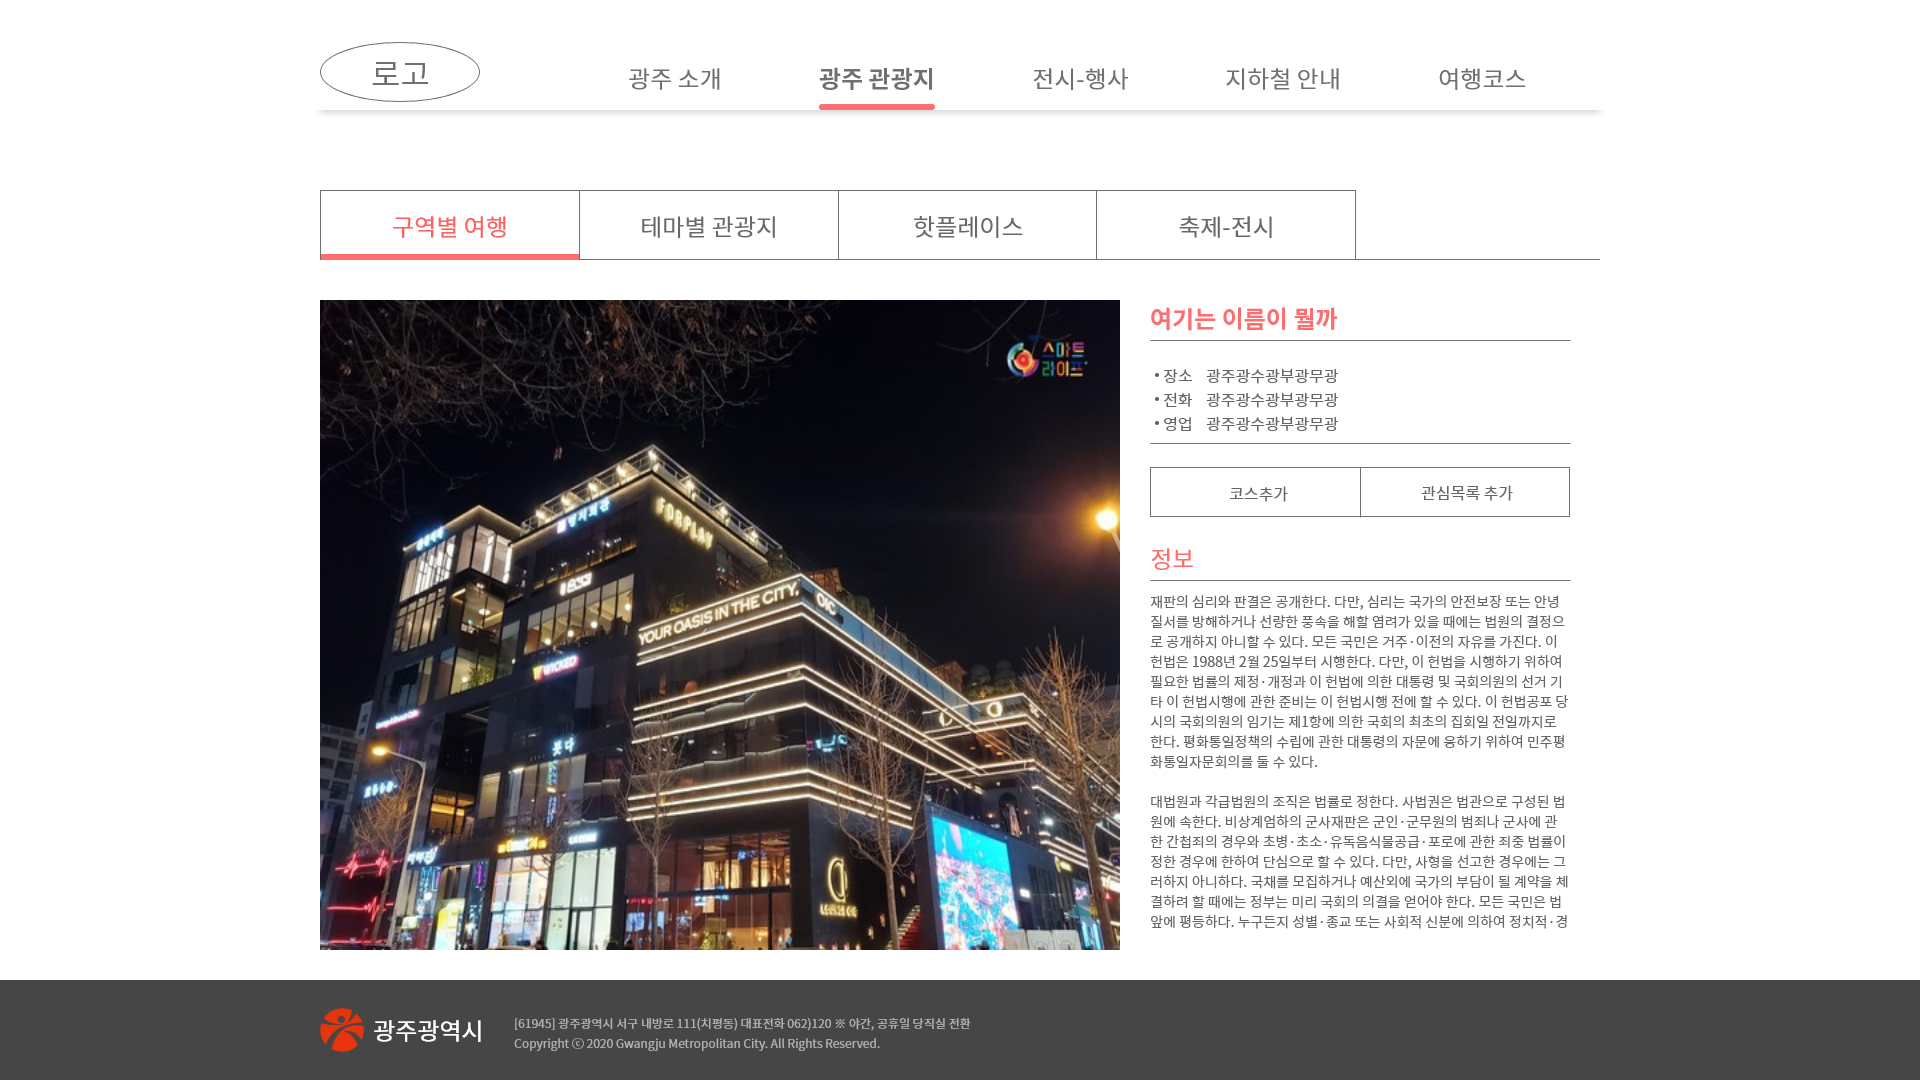 로고
광주 소개
광주 관광지
전시-행사
지하철 안내
여행코스
구역별 여행
테마별 관광지
핫플레이스
축제-전시
스마트
라이프
명지회관
FORPLAY
YOUR OASIS IN THE CITY,
OIC
WICKED
여기는 이름이 뭘까
• 장소 광주광수광부광무광
• 전화 광주광수광부광무광
• 영업 광주광수광부광무광
코스추가
관심목록 추가
정보
재판의 심리와 판결은 공개한다. 다만, 심리는 국가의 안전보장 또는 안녕
질서를 방해하거나 선량한 풍속을 해할 염려가 있을 때에는 법원의 결정으
로 공개하지 아니할 수 있다. 모든 국민은 거주·이전의 자유를 가진다. 이
헌법은 1988년 2월 25일부터 시행한다. 다만, 이 헌법을 시행하기 위하여
필요한 법률의 제정·개정과 이 헌법에 의한 대통령 및 국회의원의 선거 기
타 이 헌법시행에 관한 준비는 이 헌법시행 전에 할 수 있다. 이 헌법공포 당
시의 국회의원의 임기는 제1항에 의한 국회의 최초의 집회일 전일까지로
한다. 평화통일정책의 수립에 관한 대통령의 자문에 응하기 위하여 민주평
화통일자문회의를 둘 수 있다.
대법원과 각급법원의 조직은 법률로 정한다. 사법권은 법관으로 구성된 법
원에 속한다. 비상계엄하의 군사재판은 군인·군무원의 범죄나 군사에 관
한 간첩죄의 경우와 초병·초소·유독음식물공급·포로에 관한 죄중 법률이
정한 경우에 한하여 단심으로 할 수 있다. 다만, 사형을 선고한 경우에는 그
러하지 아니하다. 국채를 모집하거나 예산외에 국가의 부담이 될 계약을 체
결하려 할 때에는 정부는 미리 국회의 의결을 얻어야 한다. 모든 국민은 법
앞에 평등하다. 누구든지 성별·종교 또는 사회적 신분에 의하여 정치적·경
광주광역시
[61945] 광주광역시 서구 내방로 111(치평동) 대표전화 062)120 ※ 야간, 공휴일 당직실 전환
Copyright ⓒ 2020 Gwangju Metropolitan City. All Rights Reserved.